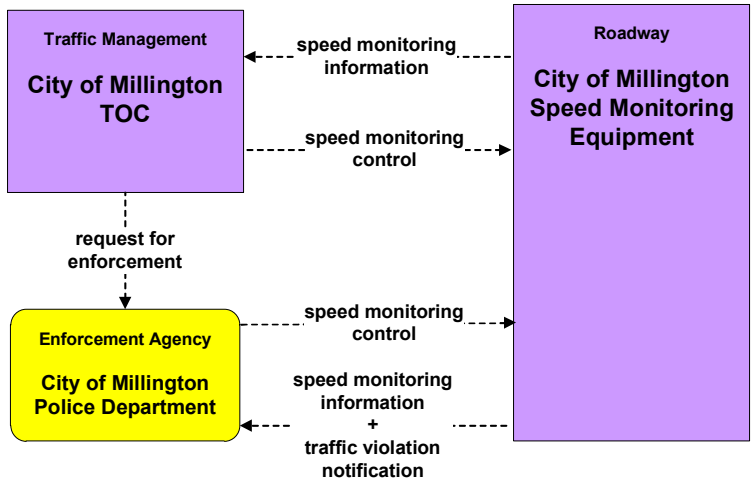 Traffic Management
City of Millington
TOC
speed monitoring
information
Roadway
City of Millington
Speed Monitoring
Equipment
speed monitoring
control
request for
enforcement
Enforcement Agency
City of Millington
Police Department
speed monitoring
control
speed monitoring
information
+
traffic violation
notification